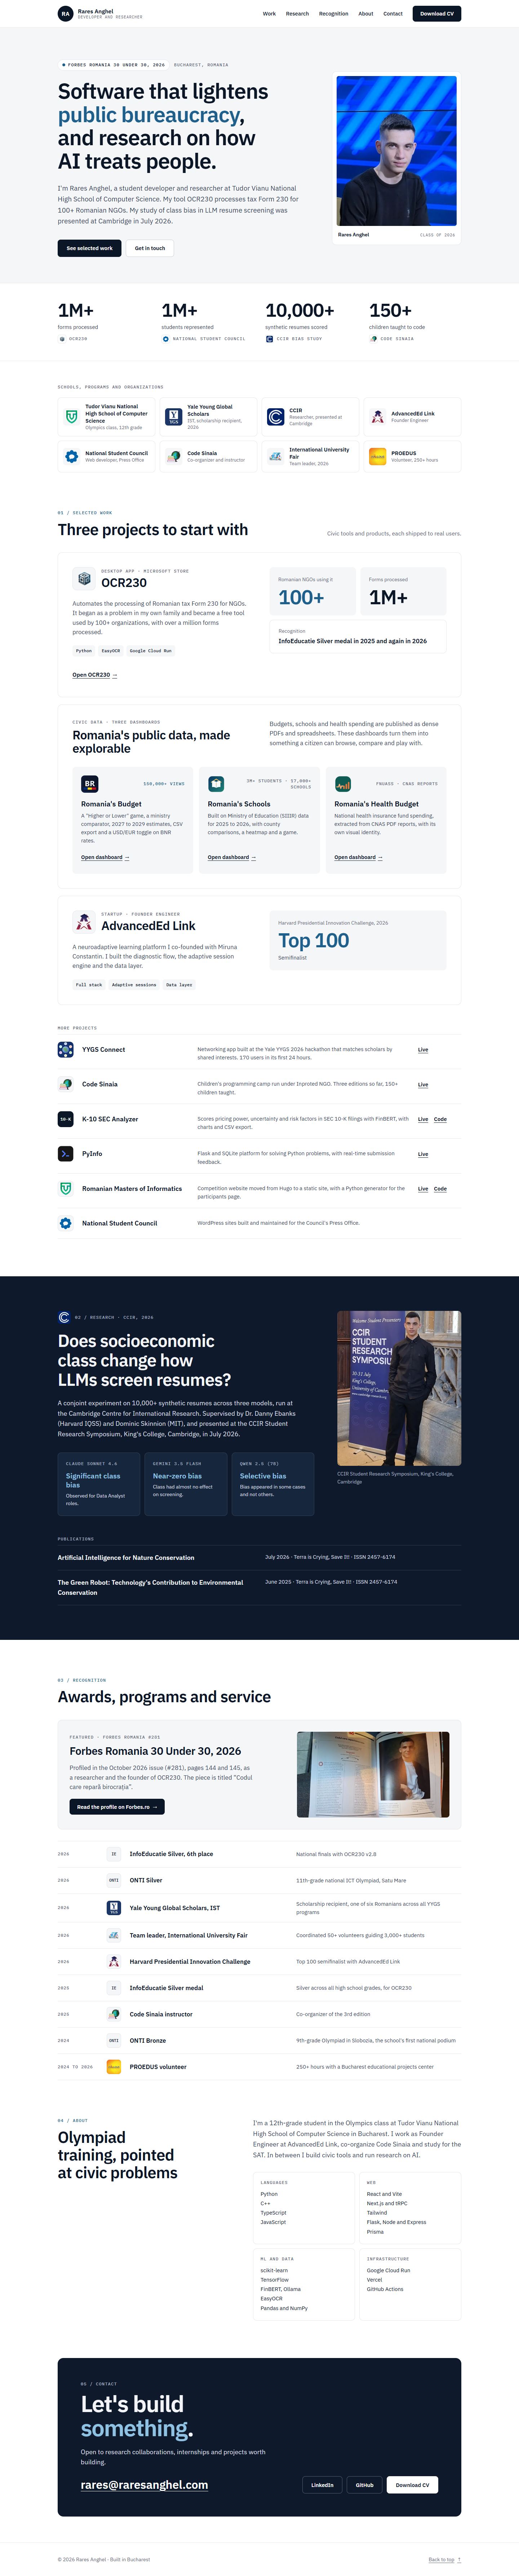 RA
Rares Anghel
DEVELOPER AND RESEARCHER
Work
Research
Recognition
About
Contact
Download CV
FORBES ROMANIA 30 UNDER 30, 2026
BUCHAREST, ROMANIA
Software that lightens
public bureaucracy,
and research on how
AI treats people.
I'm Rares Anghel, a student developer and researcher at Tudor Vianu National
High School of Computer Science. My tool OCR230 processes tax Form 230 for
100+ Romanian NGOs. My study of class bias in LLM resume screening was
presented at Cambridge in July 2026.
See selected work
Get in touch
Rares Anghel
CLASS OF 2026
1M+
forms processed
OCR230
1M+
students represented
NATIONAL STUDENT COUNCIL
10,000+
synthetic resumes scored
CCIR BIAS STUDY
150+
children taught to code
CODE SINAIA
SCHOOLS, PROGRAMS AND ORGANIZATIONS
Tudor Vianu National
High School of Computer
Science
Olympics class, 12th grade
Yale Young Global
Scholars
IST, scholarship recipient,
2026
CCIR
Researcher, presented at
Cambridge
AdvancedEd Link
Founder Engineer
National Student Council
Web developer, Press Office
Code Sinaia
Co-organizer and instructor
International University
Fair
Team leader, 2026
PROEDUS
Volunteer, 250+ hours
01 / SELECTED WORK
Three projects to start with
Civic tools and products, each shipped to real users.
DESKTOP APP · MICROSOFT STORE
OCR230
Automates the processing of Romanian tax Form 230 for NGOs.
It began as a problem in my own family and became a free tool
used by 100+ organizations, with over a million forms
processed.
Python
EasyOCR
Google Cloud Run
Open OCR230 →
Romanian NGOs using it
100+
Forms processed
1M+
Recognition
InfoEducatie Silver medal in 2025 and again in 2026
CIVIC DATA · THREE DASHBOARDS
Romania's public data, made
explorable
Budgets, schools and health spending are published as dense
PDFs and spreadsheets. These dashboards turn them into
something a citizen can browse, compare and play with.
BR
550,000+ VIEWS
Romania's Budget
A "Higher or Lower" game, a ministry
comparator, 2027 to 2029 estimates, CSV
export and a USD/EUR toggle on BNR
rates.
Open dashboard →
3M+ STUDENTS · 17,000+
SCHOOLS
Romania's Schools
Built on Ministry of Education (SIIIR) data
for 2025 to 2026, with county
comparisons, a heatmap and a game.
Open dashboard →
FNUASS · CNAS REPORTS
Romania's Health Budget
National health insurance fund spending,
extracted from CNAS PDF reports, with its
own visual identity.
Open dashboard →
STARTUP · FOUNDER ENGINEER
AdvancedEd Link
A neuroadaptive learning platform I co-founded with Miruna
Constantin. I built the diagnostic flow, the adaptive session
engine and the data layer.
Full stack
Adaptive sessions
Data layer
Harvard Presidential Innovation Challenge, 2026
Top 100
Semifinalist
MORE PROJECTS
YYGS Connect
Networking app built at the Yale YYGS 2026 hackathon that matches scholars by
shared interests. 170 users in its first 24 hours.
Live
Code Sinaia
Children's programming camp run under Inproted NGO. Three editions so far, 150+
children taught.
Live
10-K
K-10 SEC Analyzer
Scores pricing power, uncertainty and risk factors in SEC 10-K filings with FinBERT, with
charts and CSV export.
Live
Code
PyInfo
Flask and SQLite platform for solving Python problems, with real-time submission
feedback.
Live
Romanian Masters of Informatics
Competition website moved from Hugo to a static site, with a Python generator for the
participants page.
Live
Code
National Student Council
WordPress sites built and maintained for the Council's Press Office.
02 / RESEARCH · CCIR, 2026
Does socioeconomic
class change how
LLMs screen resumes?
A conjoint experiment on 10,000+ synthetic resumes across three models, run at
the Cambridge Centre for International Research. Supervised by Dr. Danny Ebanks
(Harvard IQSS) and Dominic Skinnion (MIT), and presented at the CCIR Student
Research Symposium, King's College, Cambridge, in July 2026.
CLAUDE SONNET 4.6
Significant class
bias
Observed for Data Analyst
roles.
GEMINI 3.5 FLASH
Near-zero bias
Class had almost no effect
on screening.
QWEN 2.5 (7B)
Selective bias
Bias appeared in some cases
and not others.
CCIR
STUDENT
RESEARCH
SYMPOSIU
CCIR Student Research Symposium, King's College,
Cambridge
PUBLICATIONS
Artificial Intelligence for Nature Conservation
July 2026 · Terra is Crying, Save It! · ISSN 2457-6174
The Green Robot: Technology's Contribution to Environmental
Conservation
June 2025 · Terra is Crying, Save It! · ISSN 2457-6174
03 / RECOGNITION
Awards, programs and service
FEATURED · FORBES ROMANIA #281
Forbes Romania 30 Under 30, 2026
Profiled in the October 2026 issue (#281), pages 144 and 145, as
a researcher and the founder of OCR230. The piece is titled "Codul
care repară birocrația".
Read the profile on Forbes.ro →
2026
IE
InfoEducatie Silver, 6th place
National finals with OCR230 v2.0
2026
ONTI
ONTI Silver
11th-grade national ICT Olympiad, Satu Mare
2026
Yale Young Global Scholars, IST
Scholarship recipient, one of six Romanians across all YYGS
programs
2026
Team leader, International University Fair
Coordinated 50+ volunteers guiding 3,000+ students
2026
Harvard Presidential Innovation Challenge
Top 100 semifinalist with AdvancedEd Link
2025
IE
InfoEducatie Silver medal
Silver across all high school grades, for OCR230
2025
Code Sinaia instructor
Co-organizer of the 3rd edition
2024
ONTI
ONTI Bronze
9th-grade Olympiad in Slobozia, the school's first national podium
2024 TO 2026
PROEDUS volunteer
250+ hours with a Bucharest educational projects center
04 / ABOUT
Olympiad
training, pointed
at civic problems
I'm a 12th-grade student in the Olympics class at Tudor Vianu National
High School of Computer Science in Bucharest. I work as Founder
Engineer at AdvancedEd Link, co-organize Code Sinaia and study for the
SAT. In between I build civic tools and run research on AI.
LANGUAGES
Python
C++
TypeScript
JavaScript
WEB
React and Vite
Next.js and tRPC
Tailwind
Flask, Node and Express
Prisma
ML AND DATA
scikit-learn
TensorFlow
FinBERT, Ollama
EasyOCR
Pandas and NumPy
INFRASTRUCTURE
Google Cloud Run
Vercel
GitHub Actions
05 / CONTACT
Let's build
something.
Open to research collaborations, internships and projects worth
building.
rares@raresanghel.com
LinkedIn
GitHub
Download CV
© 2026 Rares Anghel · Built in Bucharest
Back to top ↑